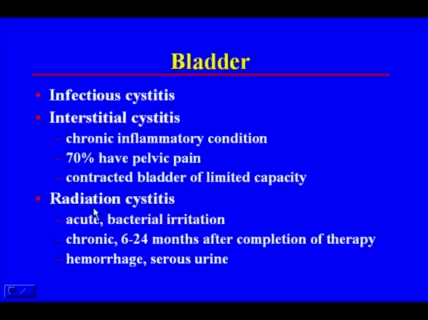 Bladder
Infectious cystitis
Interstitial cystitis
chronic inflammatory condition
70% have pelvic pain
contracted bladder of limited capacity
Radiation cystitis
acute, bacterial irritation
chronic, 6-24 months after completion of therapy
hemorrhage, serous urine